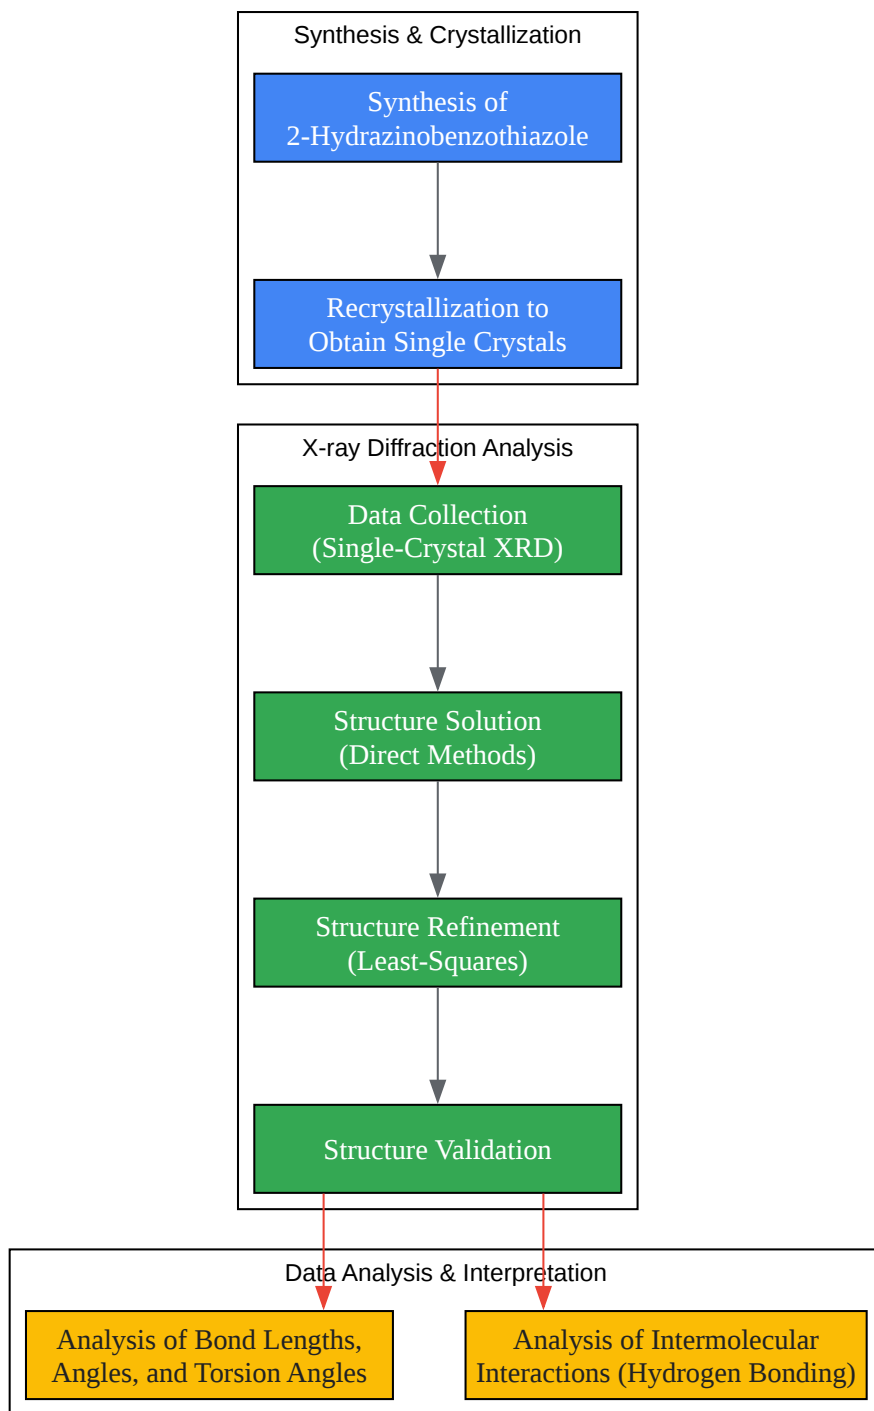 Synthesis & Crystallization
Synthesis of
2-Hydrazinobenzothiazole
Recrystallization to
Obtain Single Crystals
X-ray Diffraction Analysis
Data Collection
(Single-Crystal XRD)
Structure Solution
(Direct Methods)
Structure Refinement
(Least-Squares)
Structure Validation
Data Analysis & Interpretation
Analysis of Bond Lengths,
Angles, and Torsion Angles
Analysis of Intermolecular
Interactions (Hydrogen Bonding)